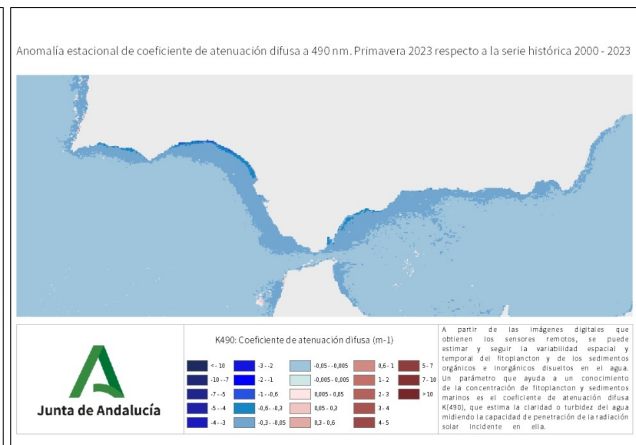 Anomalía estacional de coeficiente de atenuación difusa a 490 nm. Primavera 2023 respecto a la serie histórica 2000 - 2023
K490: Coeficiente de atenuación difusa (m-1)
< - 10
-3 - -2
-0,05 - -0,005
0,6 - 1
5 - 7
-10 - -7
-2 - -1
-0,005 - 0,005
1 - 2
7 - 10
-7 - -5
-1 - -0,6
0,005 - 0,05
2 - 3
> 10
-5 - -4
-0,6 - -0,3
0,05 - 0,3
3 - 4
-4 - -3
-0,3 - -0,05
0,3 - 0,6
4 - 5
Junta de Andalucía
A partir de las imágenes digitales que
obtienen los sensores remotos, se puede
estimar y seguir la variabilidad espacial y
temporal del fitoplancton y de los sedimentos
orgánicos e inorgánicos disueltos en el agua.
Un parámetro que ayuda a un conocimiento
de la concentración de fitoplancton y sedimentos
marinos es el coeficiente de atenuación difusa
K(490), que estima la claridad o turbidez del agua
midiendo la capacidad de penetración de la radiación
solar incidente en ella.